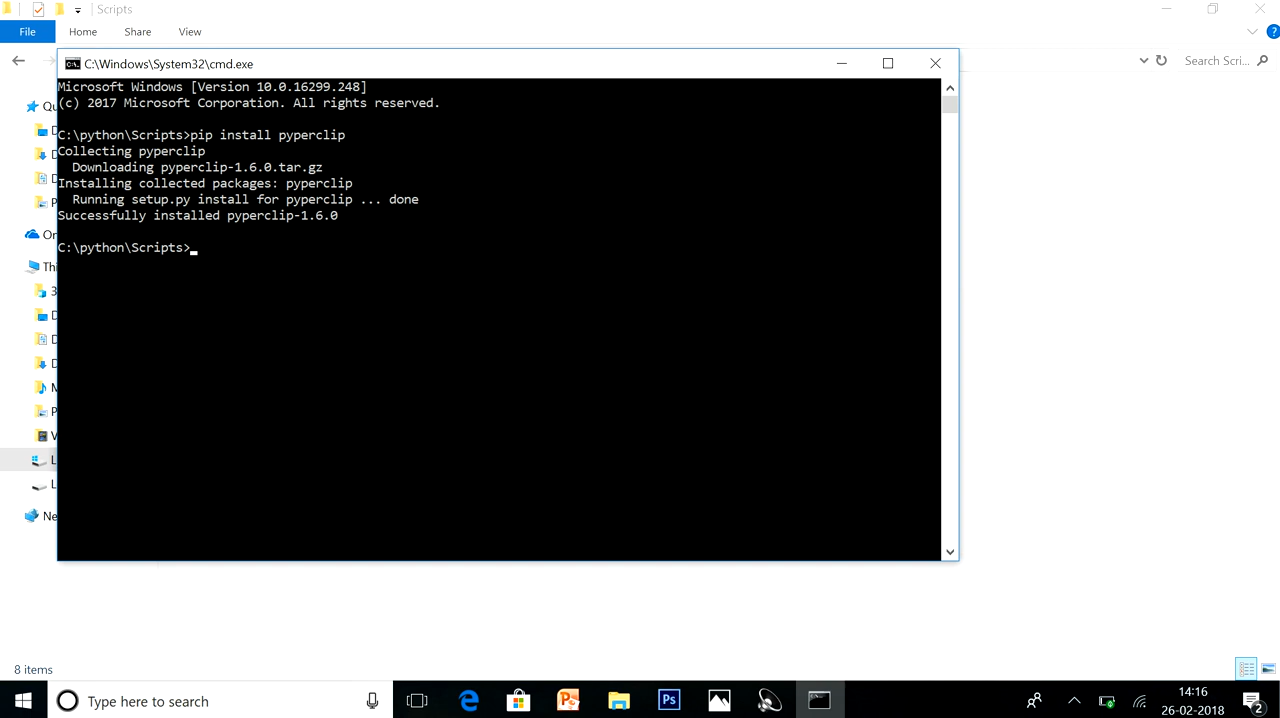 Scripts
File Home Share View
Search Scri...
C:\Windows\System32\cmd.exe
Microsoft Windows [Version 10.0.16299.248]
(c) 2017 Microsoft Corporation. All rights reserved.
C:\python\Scripts>pip install pyperclip
Collecting pyperclip
Downloading pyperclip-1.6.0.tar.gz
Installing collected packages: pyperclip
Running setup.py install for pyperclip ... done
Successfully installed pyperclip-1.6.0
C:\python\Scripts>
8 items
Type here to search
Ps
14:16
26-02-2018
2